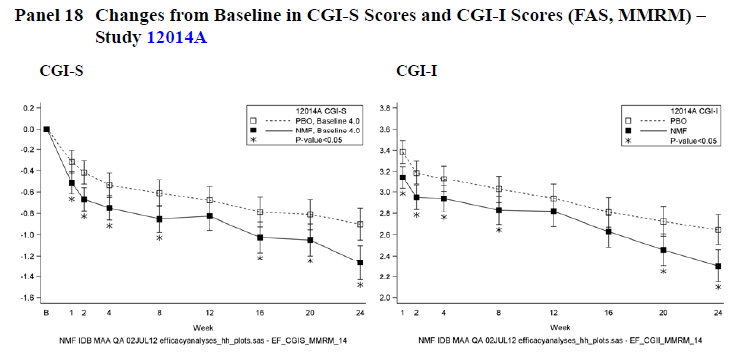 Panel 18 Changes from Baseline in CGI-S Scores and CGI-I Scores (FAS, MMRM) –
Study 12014A
CGI-S
12014A CGI-S
PBO, Baseline 4.0
NMF, Baseline 4.0
P-value<0.05
0.2
0.0
-0.2
-0.4
-0.6
-0.8
-1.0
-1.2
-1.4
-1.6
B 1 2 4 8 12 16 20 24
Week
NMF IDB MAA QA 02JUL12 efficacyanalyses_hh_plots.sas - EF_CGIS_MMRM_14
CGI-I
12014A CGI-I
PBO
NMF
P-value<0.05
3.8
3.6
3.4
3.2
3.0
2.8
2.6
2.4
2.2
2.0
1 2 4 8 12 16 20 24
Week
NMF IDB MAA QA 02JUL12 efficacyanalyses_hh_plots.sas - EF_CGII_MMRM_14